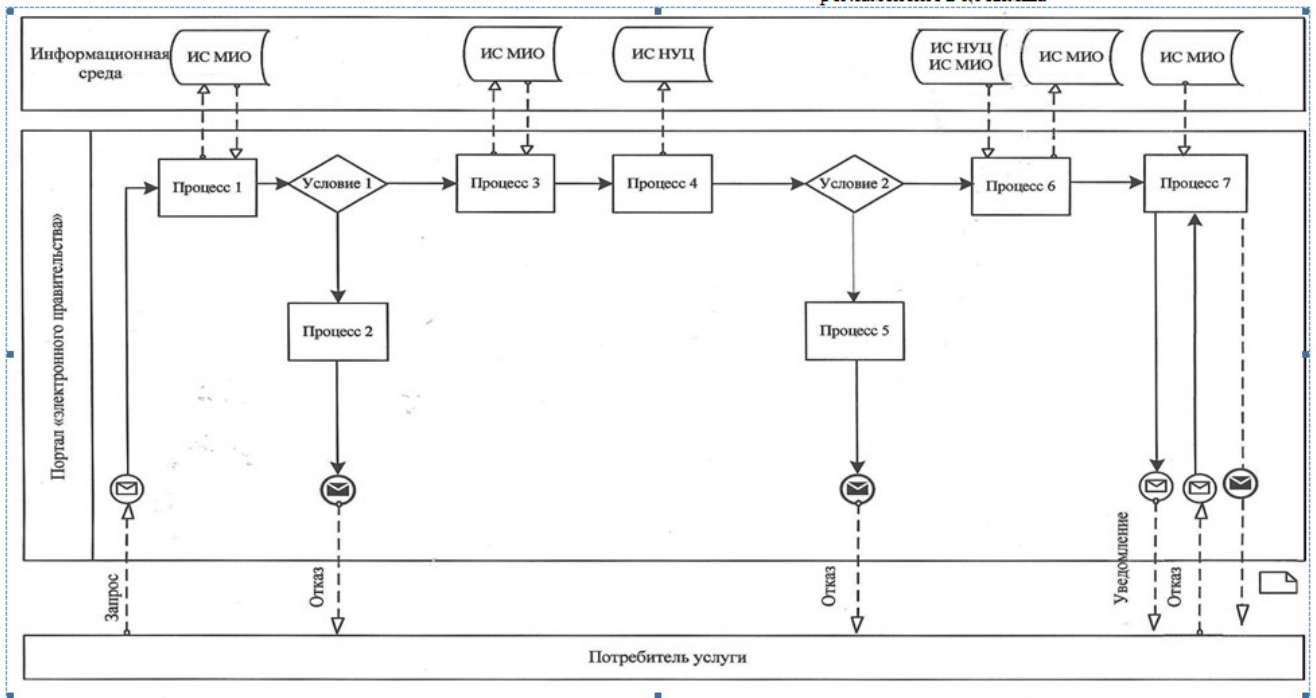 Информационная
среда
ИС МИО
ИС МИО
ИС НУЦ
ИС НУЦ
ИС МИО
ИС МИО
ИС МИО
Портал «электронного правительства»
Процесс 1
Условие 1
Процесс 3
Процесс 4
Условие 2
Процесс 6
Процесс 7
Процесс 2
Процесс 5
Запрос
Отказ
Отказ
Уведомление
Отказ
Потребитель услуги